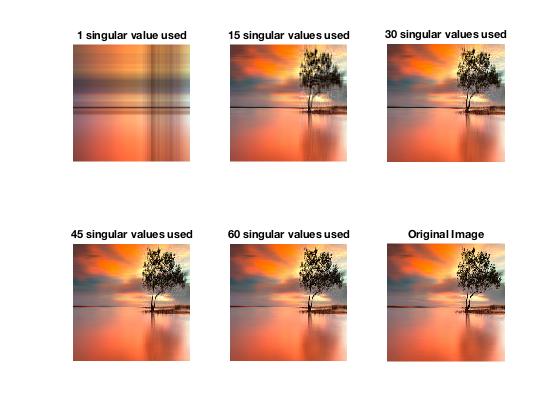 1 singular value used
15 singular values used
30 singular values used
45 singular values used
60 singular values used
Original Image